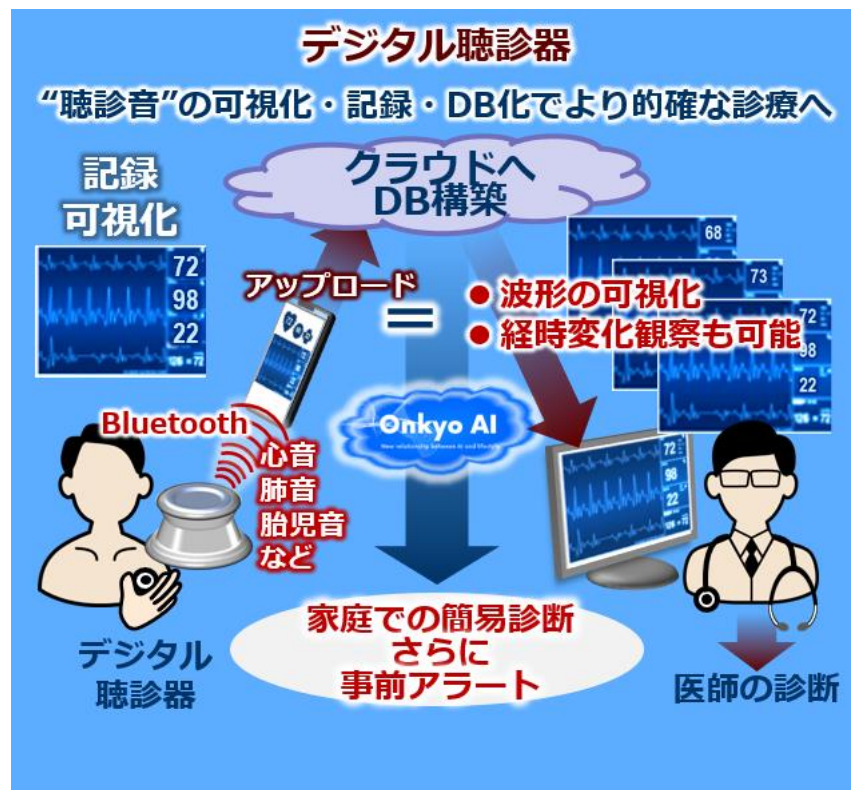 デジタル聴診器
“聴診音”の可視化・記録・DB化でより的確な診療へ
クラウドへ
DB構築
記録
可視化
72
98
22
アップロード
=
● 波形の可視化
● 経時変化観察も可能
68
73
72
98
22
Bluetooth
心音
肺音
胎児音
など
Onkyo AI
New relationship between AI and lifestyle
72
98
22
デジタル
聴診器
家庭での簡易診断
さらに
事前アラート
医師の診断